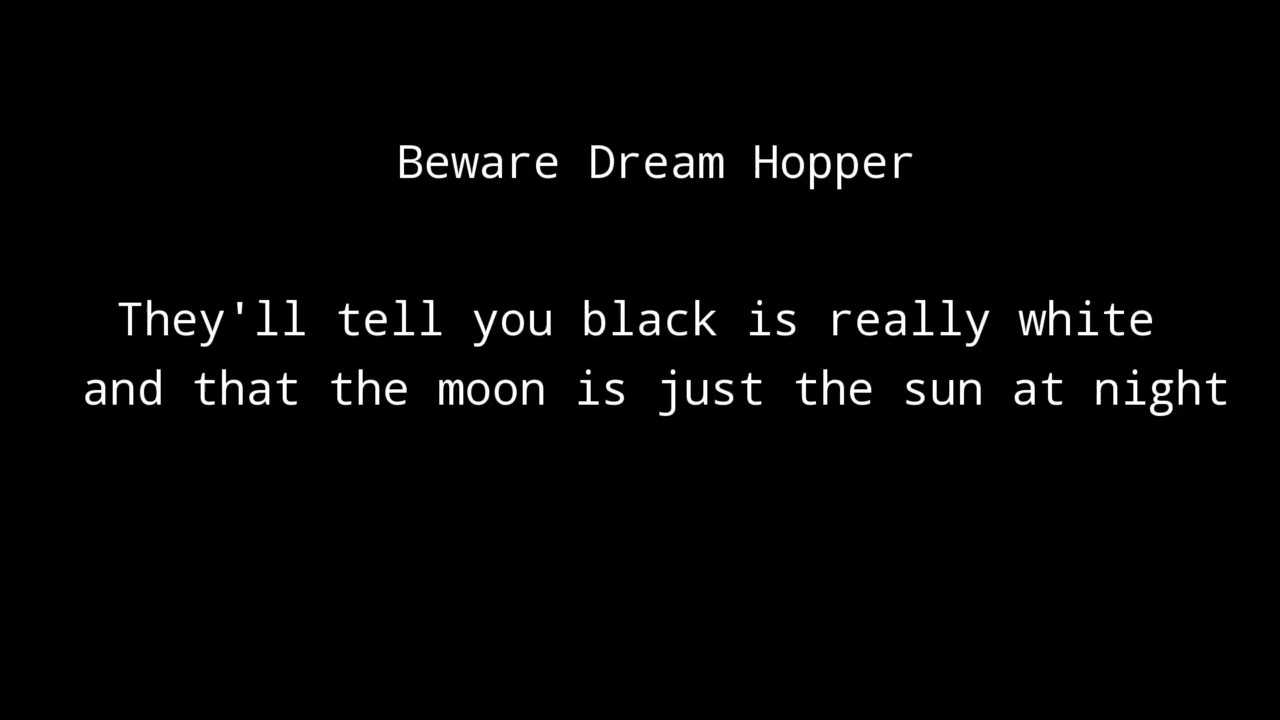 Beware Dream Hopper
They'll tell you black is really white
and that the moon is just the sun at night